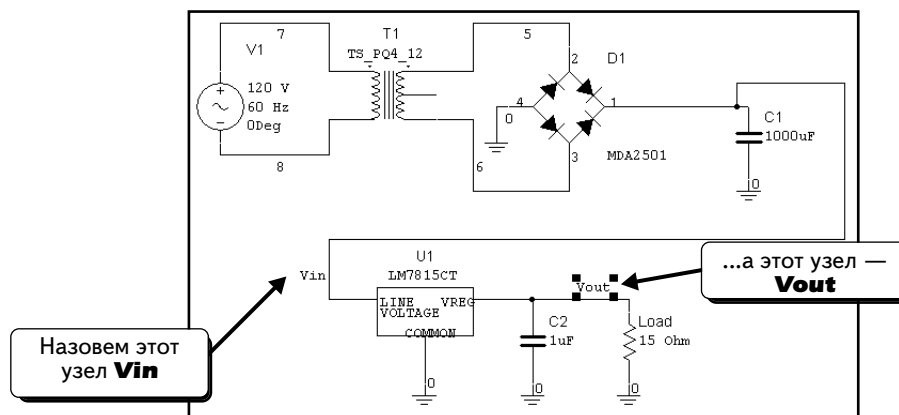 7
T1
5
V1
TS_PQ4_12
D1
2
120 V
60 Hz
0Deg
4
1
0
C1
1000uF
3
MDA2501
8
6
0
U1
Vin
LM7815CT
Vout
...а этот узел —
Vout
LINE VREG
VOLTAGE
COMMON
C2
1uF
Load
15 Ohm
Назовем этот
узел Vin
0
0
0